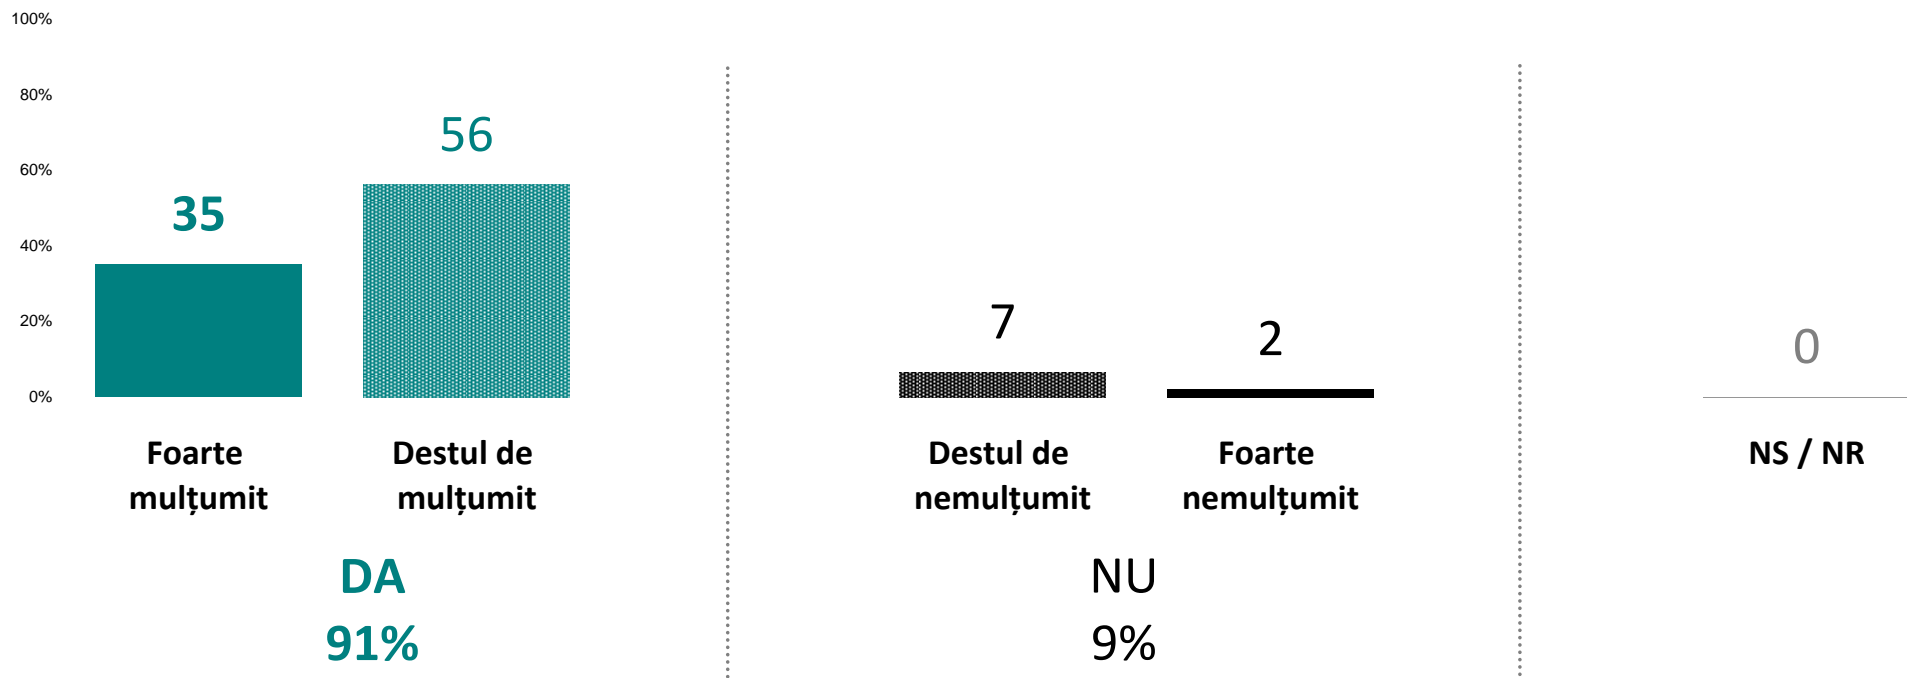 100%
80%
60%
40%
20%
0%
35
56
7
2
0
Foarte
mulțumit
Destul de
mulțumit
Destul de
nemulțumit
Foarte
nemulțumit
NS / NR
DA
91%
NU
9%